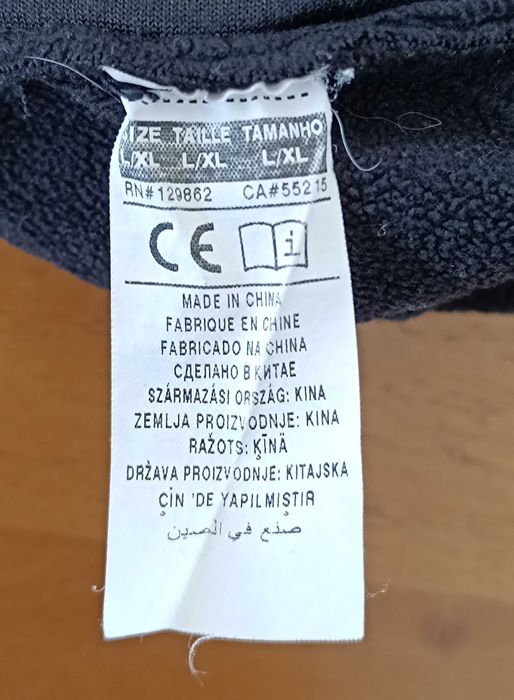 SIZE TAILLE TAMANHO
L/XL L/XL L/XL
RN#129862 CA#55215
CE i
MADE IN CHINA
FABRIQUE EN CHINE
FABRICADO NA CHINA
СДЕЛАНО В КИТАЕ
SZÁRMAZÁSI ORSZÁG: KINA
ZEMLJA PROIZVODNJE: KINA
RAŽOTS: ĶĪNĀ
DRŽAVA PROIZVODNJE: KITAJSKA
ÇİN 'DE YAPILMIŞTIR
صنع في الصين